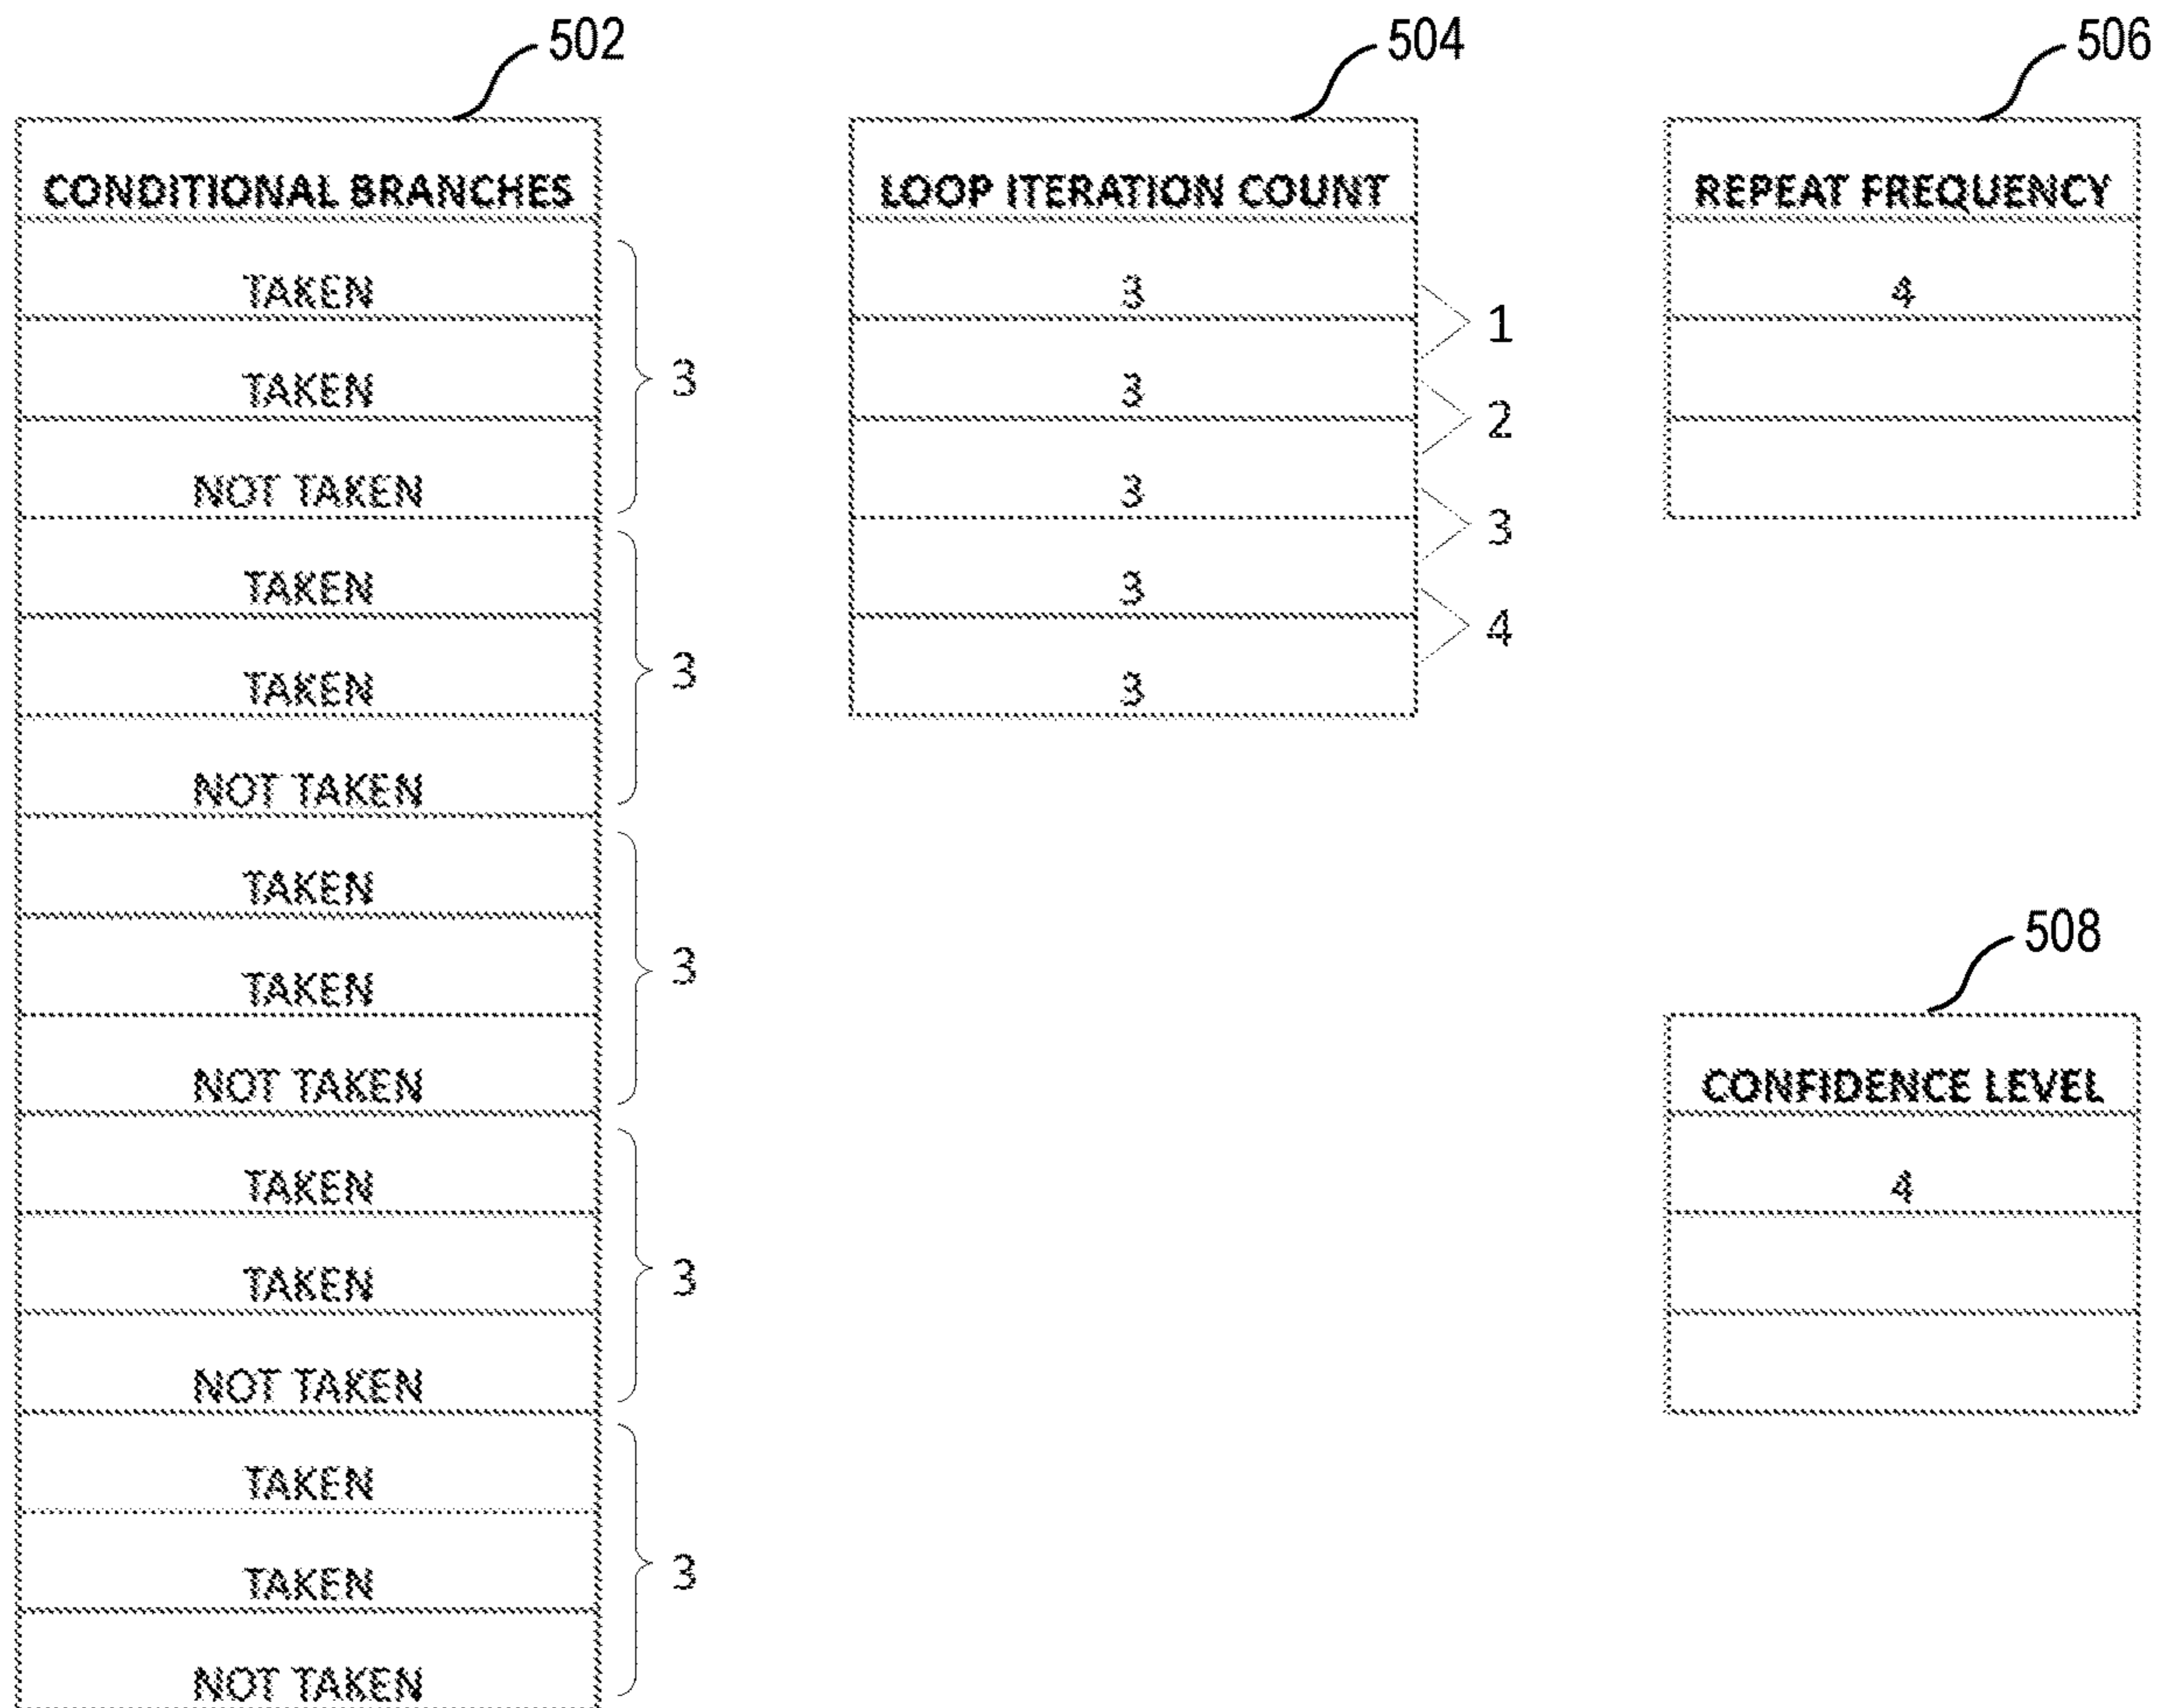 502
504
506
CONDITIONAL BRANCHES
TAKEN
TAKEN
NOT TAKEN
TAKEN
TAKEN
NOT TAKEN
TAKEN
TAKEN
NOT TAKEN
TAKEN
TAKEN
NOT TAKEN
TAKEN
TAKEN
NOT TAKEN
3
3
3
3
3
LOOP ITERATION COUNT
3
3
3
3
3
1
2
3
4
REPEAT FREQUENCY
4
508
CONFIDENCE LEVEL
4